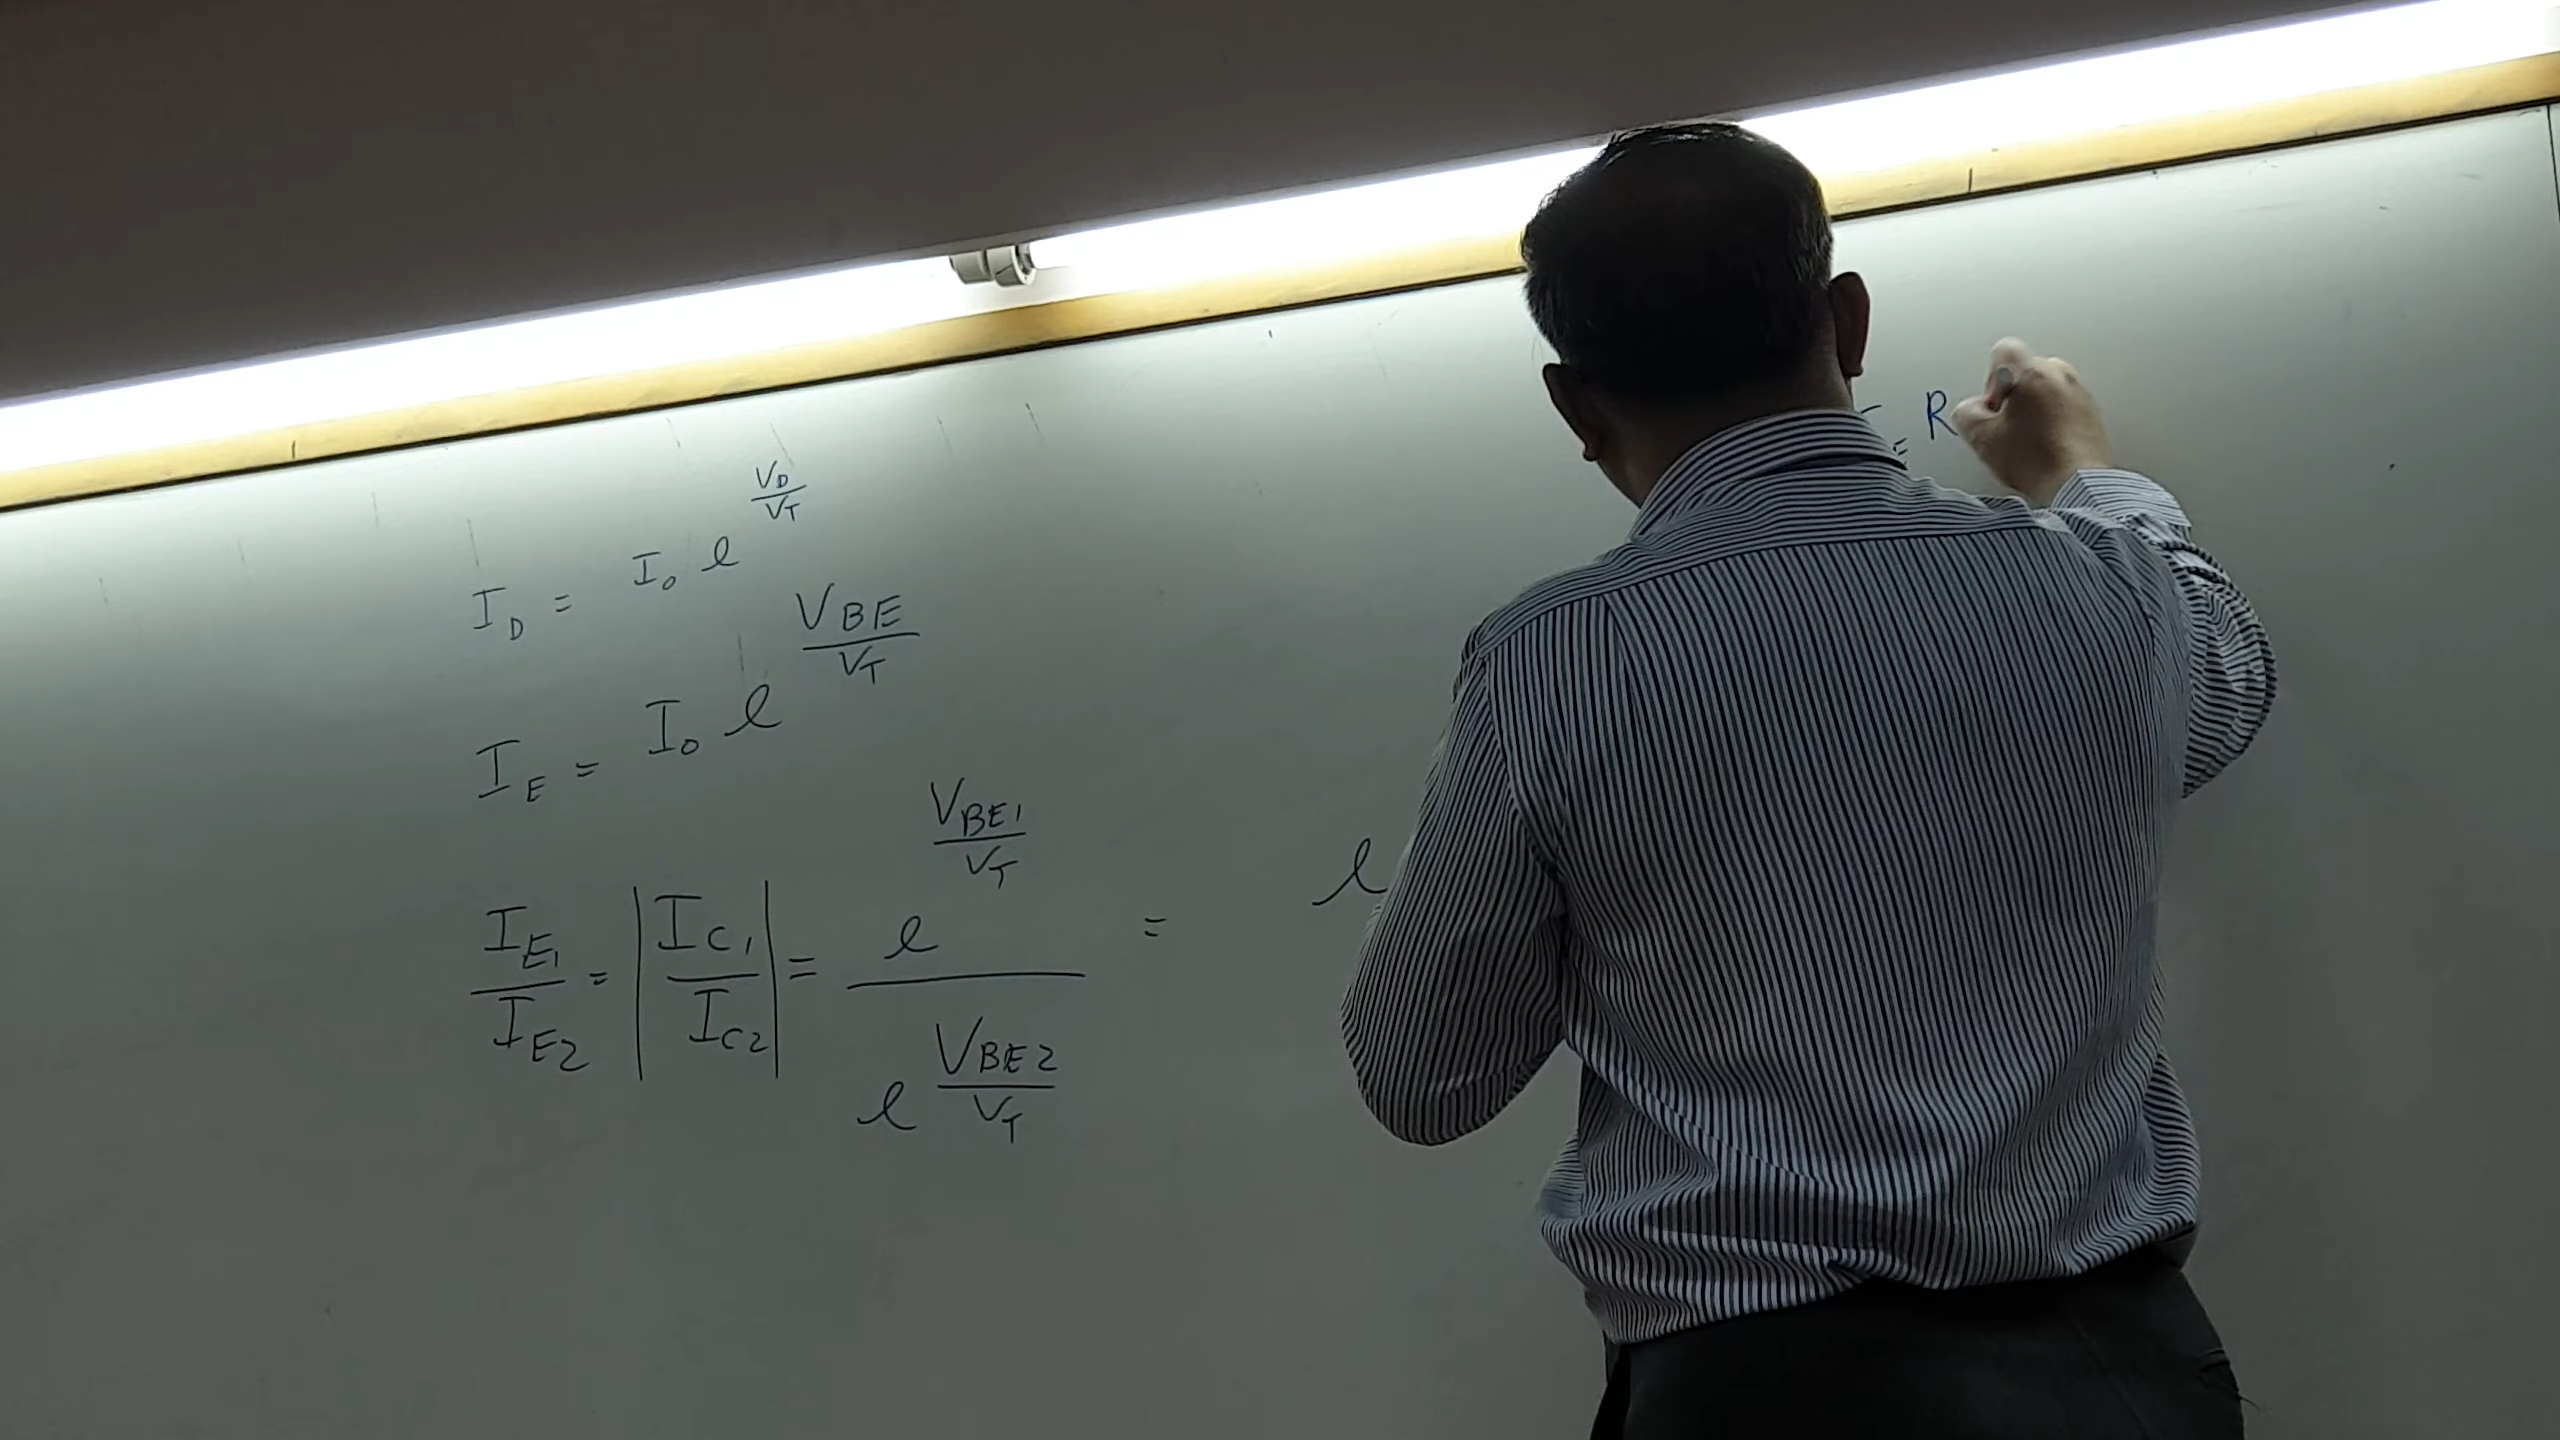 I_D = I_0 e^(V_D/V_T)
I_E = I_0 e^(V_BE/V_T)
I_E1/I_E2 = |I_C1/I_C2| = e^(V_BE1/V_T)/e^(V_BE2/V_T) = e
R